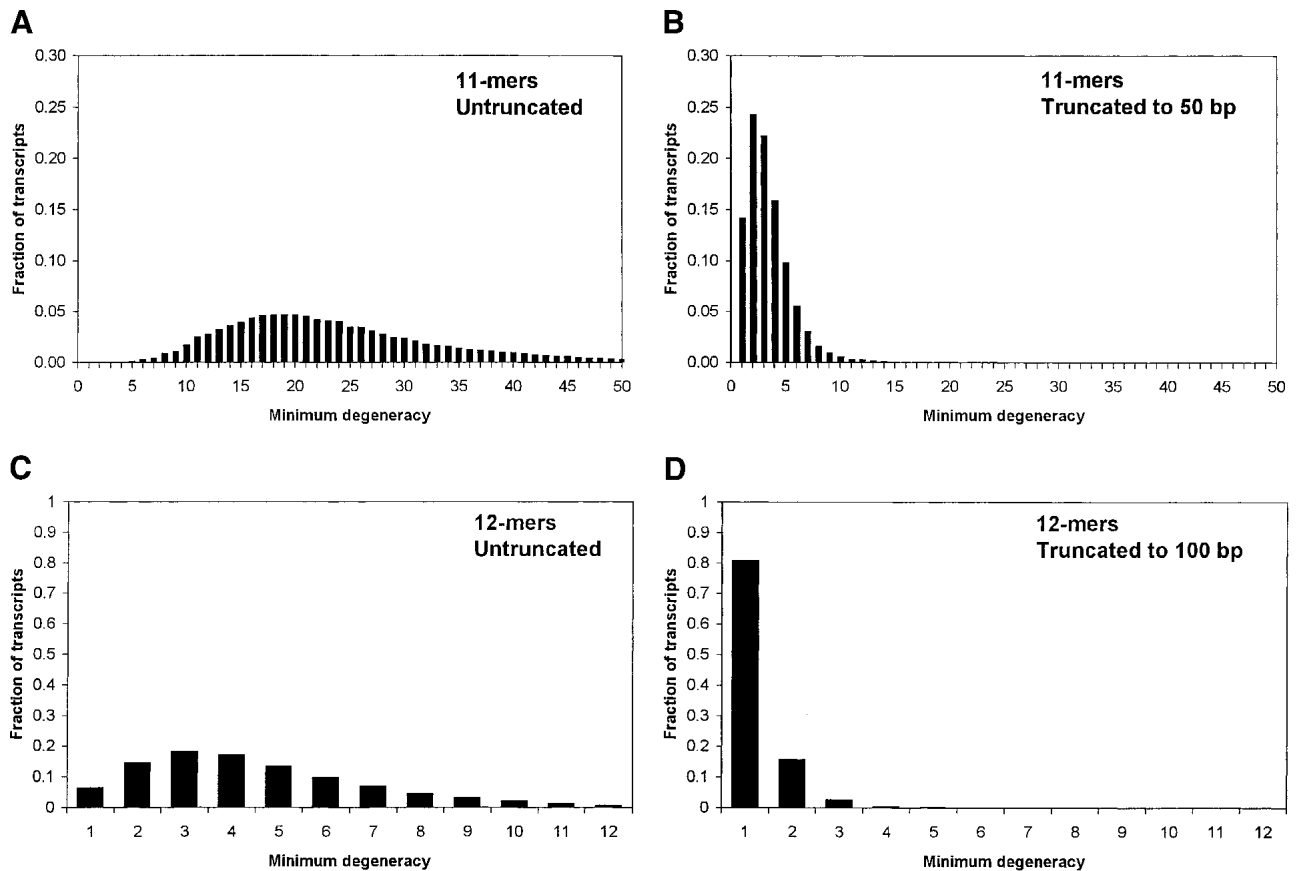 A
0.30
0.25
0.20
0.15
0.10
0.05
0.00
Fraction of transcripts
11-mers
Untruncated
0 5 10 15 20 25 30 35 40 45 50
Minimum degeneracy
B
0.30
0.25
0.20
0.15
0.10
0.05
0.00
Fraction of transcripts
11-mers
Truncated to 50 bp
0 5 10 15 20 25 30 35 40 45 50
Minimum degeneracy
C
1
0.9
0.8
0.7
0.6
0.5
0.4
0.3
0.2
0.1
0
Fraction of transcripts
12-mers
Untruncated
1 2 3 4 5 6 7 8 9 10 11 12
Minimum degeneracy
D
1
0.9
0.8
0.7
0.6
0.5
0.4
0.3
0.2
0.1
0
Fraction of transcripts
12-mers
Truncated to 100 bp
1 2 3 4 5 6 7 8 9 10 11 12
Minimum degeneracy